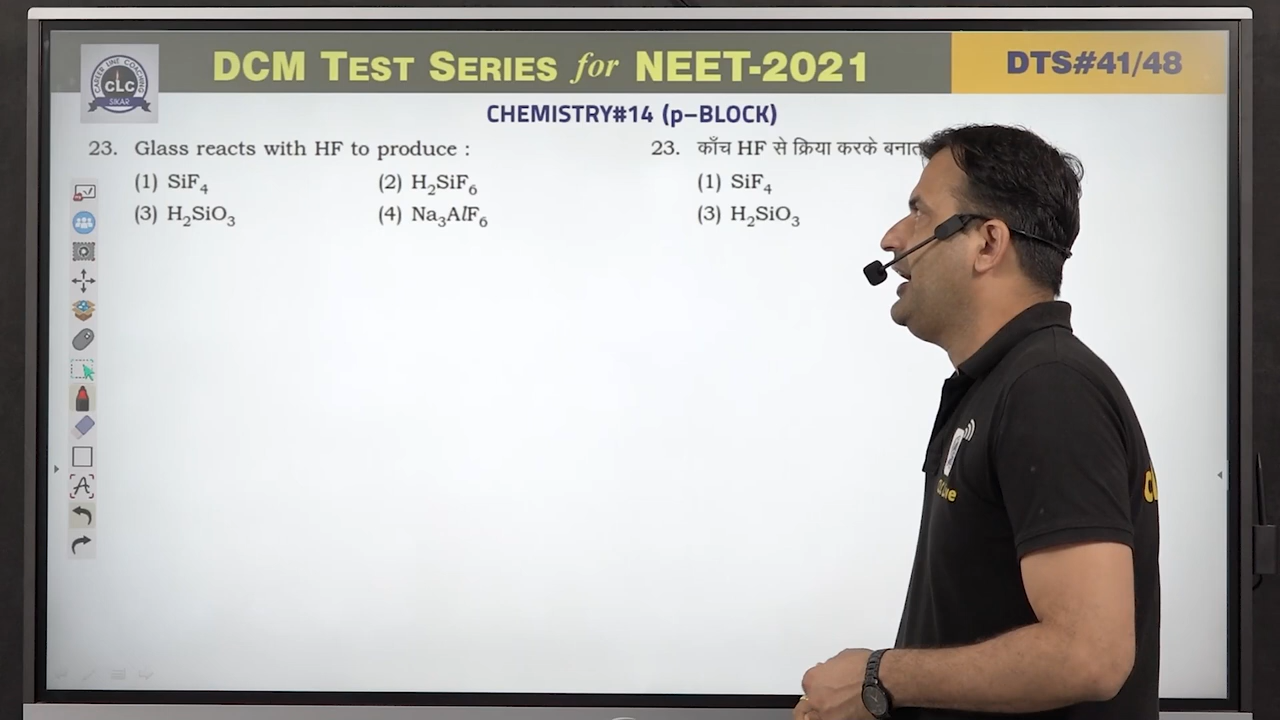 DCM TEST SERIES for NEET-2021
DTS#41/48
CAREER LINE COACHING
CLC
SIKAR
CHEMISTRY#14 (p–BLOCK)
23. Glass reacts with HF to produce :
(1) SiF₄ (2) H₂SiF₆
(3) H₂SiO₃ (4) Na₃AlF₆
23. काँच HF से क्रिया करके
(1) SiF₄
(3) H₂SiO₃